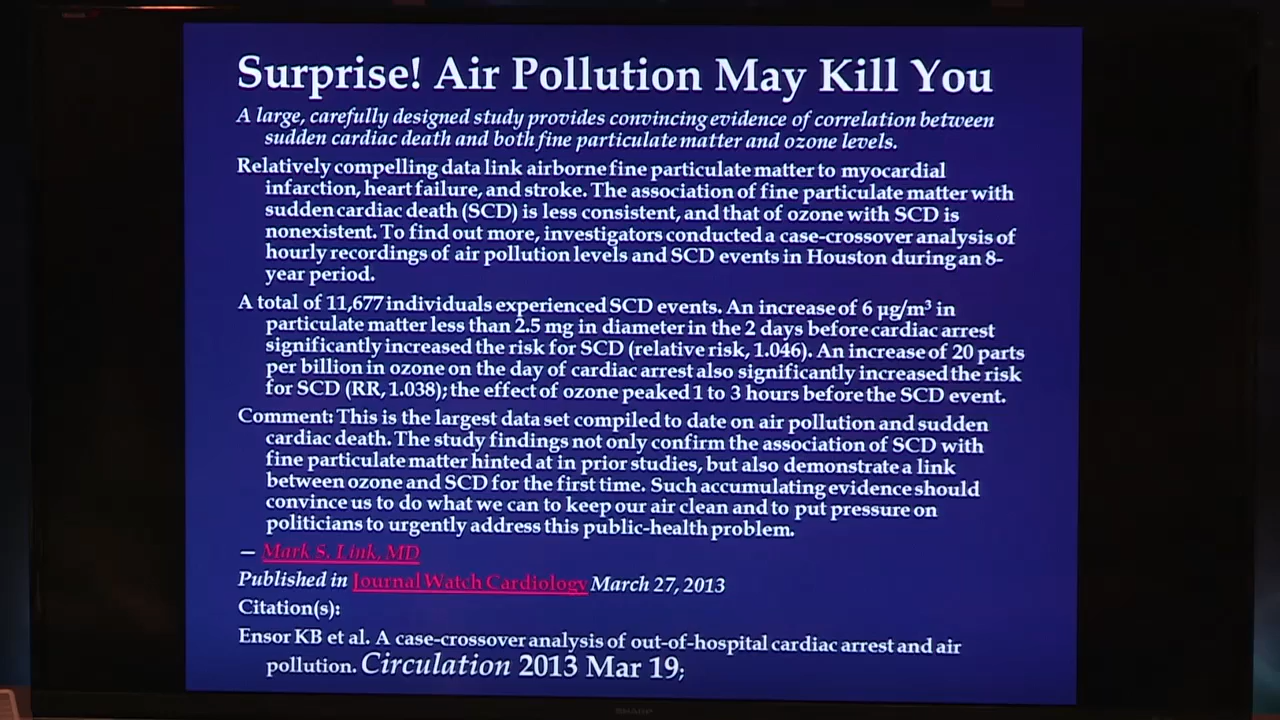 Surprise! Air Pollution May Kill You
A large, carefully designed study provides convincing evidence of correlation between
sudden cardiac death and both fine particulate matter and ozone levels.
Relatively compelling data link airborne fine particulate matter to myocardial
infarction, heart failure, and stroke. The association of fine particulate matter with
sudden cardiac death (SCD) is less consistent, and that of ozone with SCD is
nonexistent. To find out more, investigators conducted a case-crossover analysis of
hourly recordings of air pollution levels and SCD events in Houston during an 8-
year period.
A total of 11,677 individuals experienced SCD events. An increase of 6 µg/m³ in
particulate matter less than 2.5 mg in diameter in the 2 days before cardiac arrest
significantly increased the risk for SCD (relative risk, 1.046). An increase of 20 parts
per billion in ozone on the day of cardiac arrest also significantly increased the risk
for SCD (RR, 1.038); the effect of ozone peaked 1 to 3 hours before the SCD event.
Comment: This is the largest data set compiled to date on air pollution and sudden
cardiac death. The study findings not only confirm the association of SCD with
fine particulate matter hinted at in prior studies, but also demonstrate a link
between ozone and SCD for the first time. Such accumulating evidence should
convince us to do what we can to keep our air clean and to put pressure on
politicians to urgently address this public-health problem.
— Mark S. Link, MD
Published in Journal Watch Cardiology March 27, 2013
Citation(s):
Ensor KB et al. A case-crossover analysis of out-of-hospital cardiac arrest and air
pollution. Circulation 2013 Mar 19;
SHARP